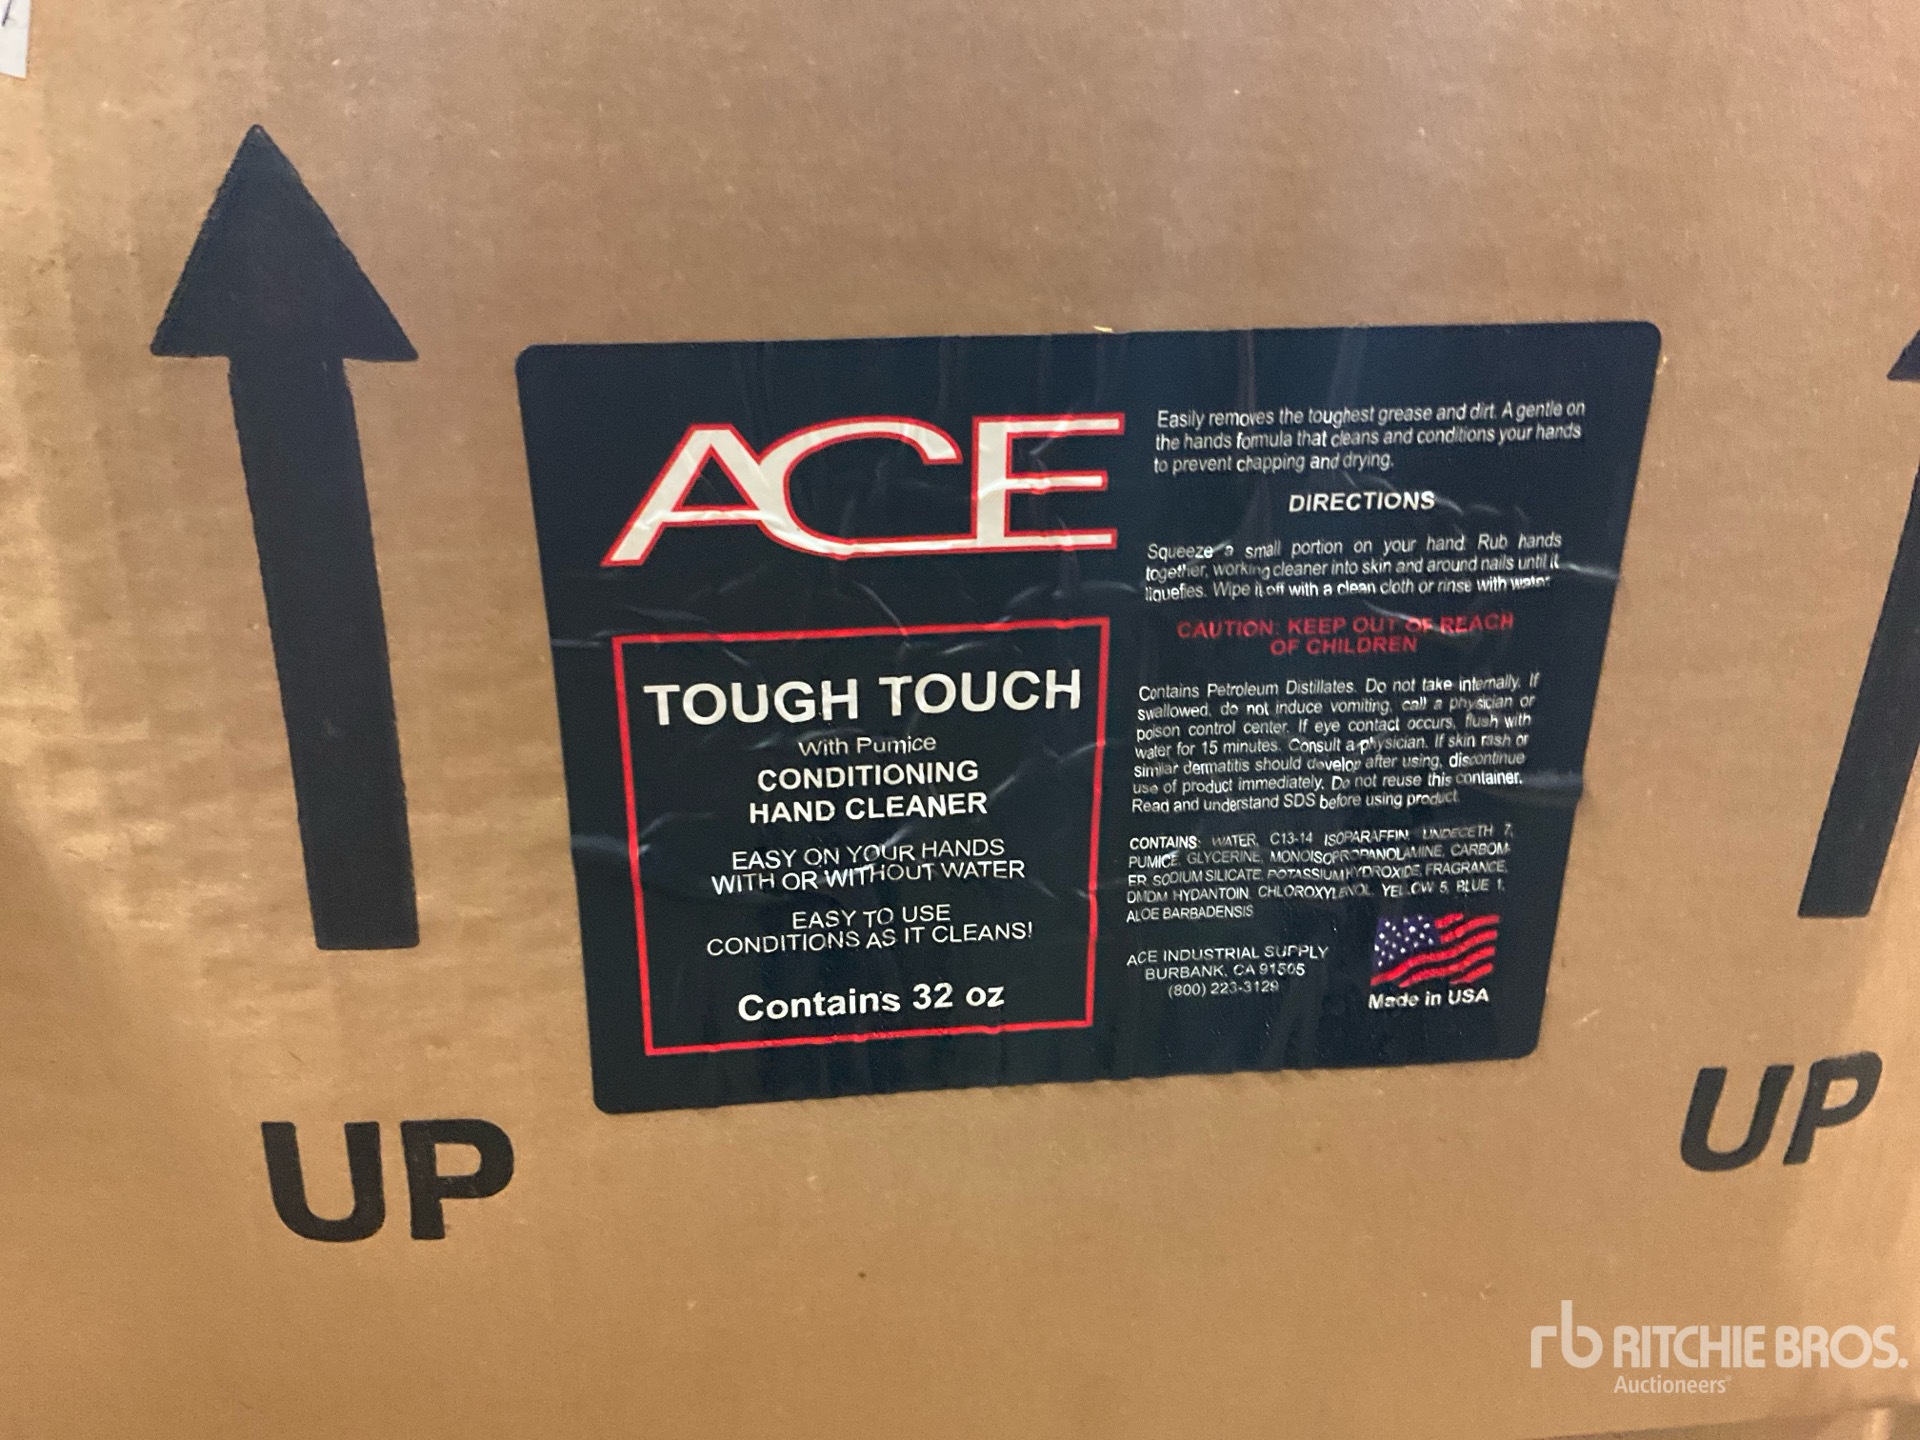 ACE
TOUGH TOUCH
With Pumice
CONDITIONING
HAND CLEANER
EASY ON YOUR HANDS
WITH OR WITHOUT WATER
EASY TO USE
CONDITIONS AS IT CLEANS!
Contains 32 oz
Easily removes the toughest grease and dirt. A gentle on
the hands formula that cleans and conditions your hands
to prevent chapping and drying.
DIRECTIONS
Squeeze a small portion on your hand. Rub hands
together, working cleaner into skin and around nails until it
liquefies. Wipe it off with a clean cloth or rinse with water.
CAUTION: KEEP OUT OF REACH
OF CHILDREN
Contains Petroleum Distillates. Do not take internally. If
swallowed, do not induce vomiting, call a physician or
poison control center. If eye contact occurs, flush with
water for 15 minutes. Consult a physician. If skin rash or
similar dermatitis should develop after using, discontinue
use of product immediately. Do not reuse this container.
Read and understand SDS before using product.
CONTAINS: WATER, C13-14 ISOPARAFFIN, UNDECETH 7,
PUMICE, GLYCERINE, MONOISOPROPANOLAMINE, CARBOM-
ER, SODIUM SILICATE, POTASSIUM HYDROXIDE, FRAGRANCE,
DMDM HYDANTOIN, CHLOROXYLENOL, YELLOW 5, BLUE 1,
ALOE BARBADENSIS
ACE INDUSTRIAL SUPPLY
BURBANK, CA 91505
(800) 223-3129
Made in USA
UP
UP
rb RITCHIE BROS.
Auctioneers